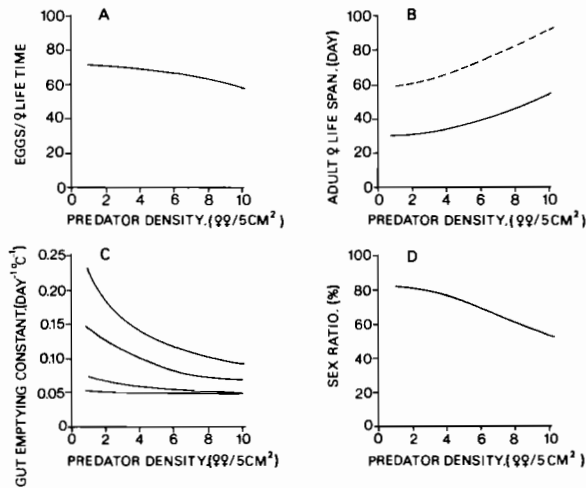 A
EGGS/♀ LIFE TIME
100
80
60
40
20
0
0 2 4 6 8 10
PREDATOR DENSITY.(♀♀/5CM²)
B
ADULT ♀ LIFE SPAN.(DAY)
100
80
60
40
20
0
0 2 4 6 8 10
PREDATOR DENSITY.(♀♀/5CM²)
C
GUT EMPTYING CONSTANT.(DAY⁻¹°C⁻¹)
0.25
0.20
0.15
0.10
0.05
0
0 2 4 6 8 10
PREDATOR DENSITY.(♀♀/5CM²)
D
SEX RATIO.(%)
100
80
60
40
20
0
0 2 4 6 8 10
PREDATOR DENSITY.(♀♀/5CM²)